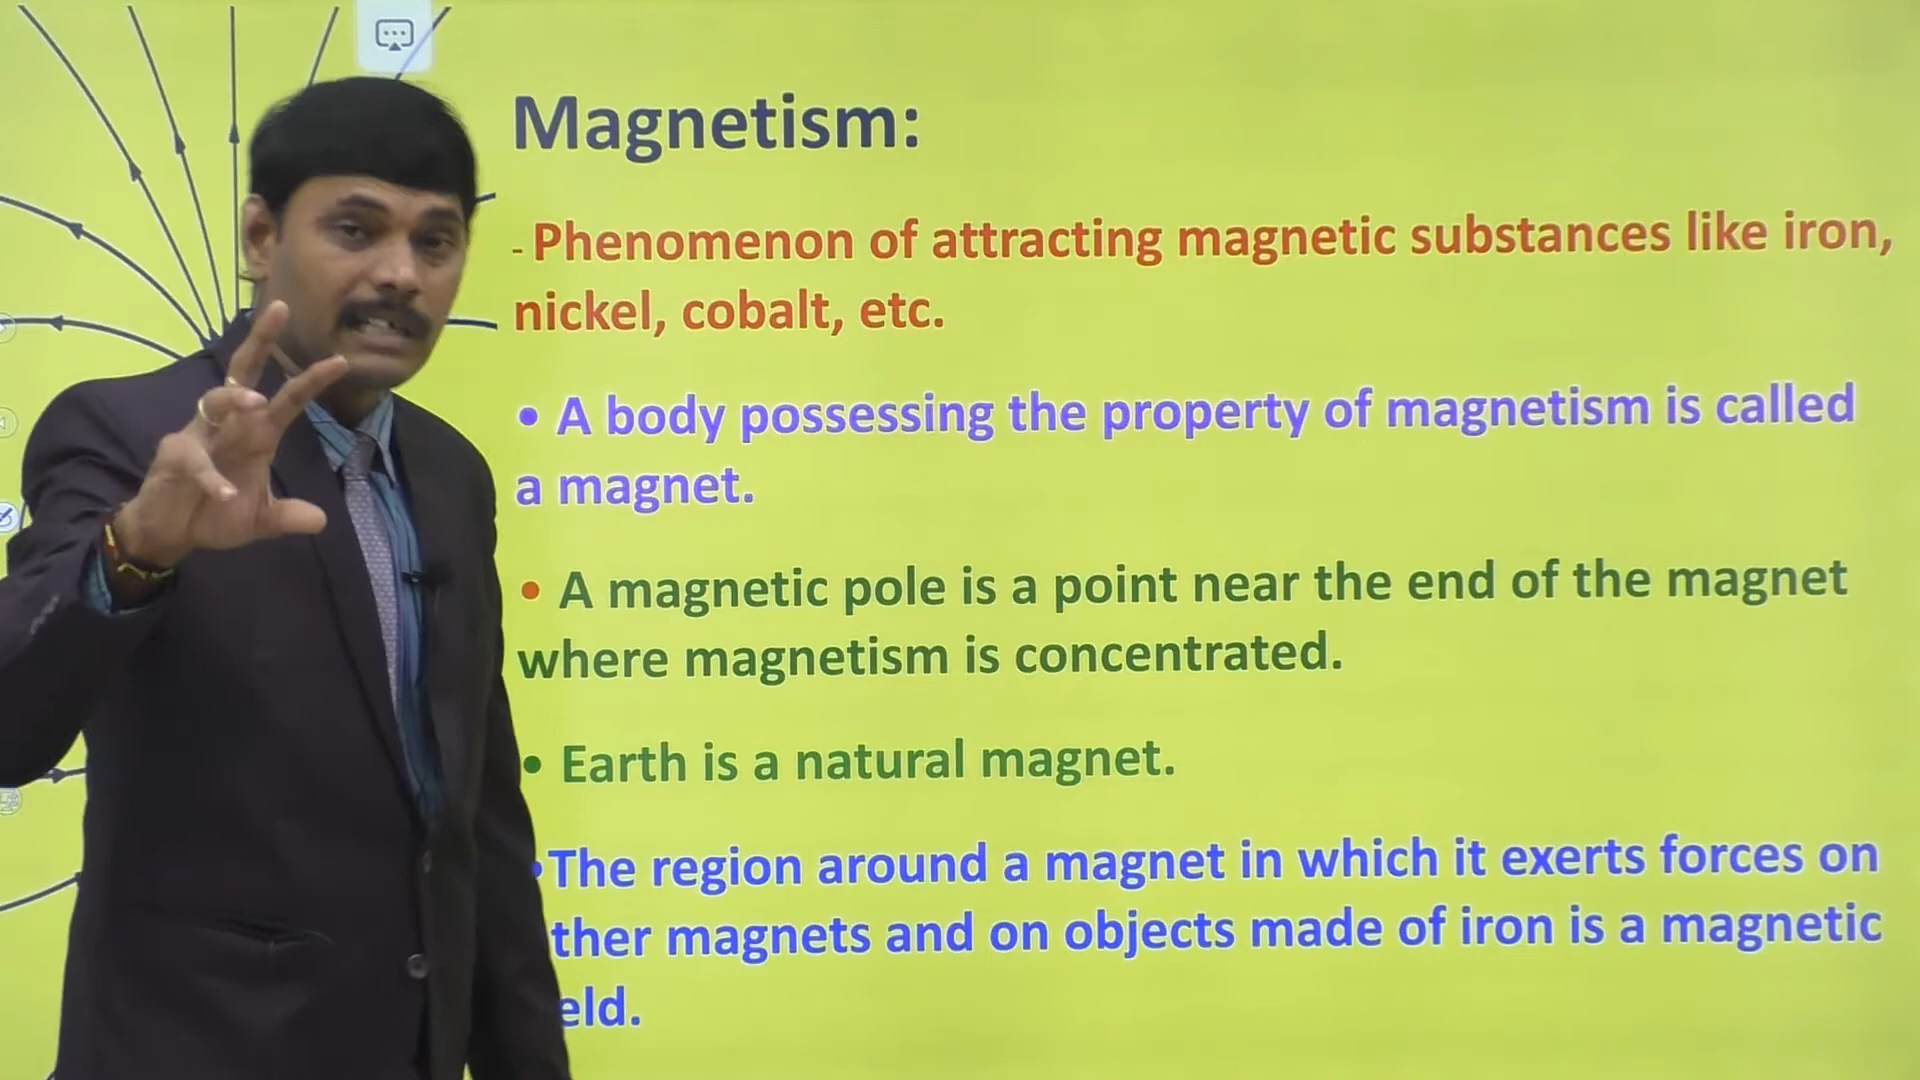 Magnetism:
- Phenomenon of attracting magnetic substances like iron,
nickel, cobalt, etc.
• A body possessing the property of magnetism is called
a magnet.
• A magnetic pole is a point near the end of the magnet
where magnetism is concentrated.
• Earth is a natural magnet.
•The region around a magnet in which it exerts forces on
ther magnets and on objects made of iron is a magnetic
eld.